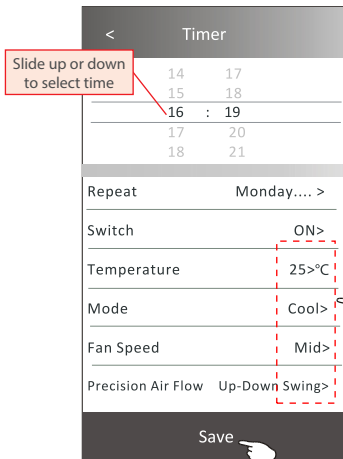 < Timer
Slide up or down
to select time
14 17
15 18
16 : 19
17 20
18 21
Repeat Monday.... >
Switch ON>
Temperature 25>°C
Mode Cool>
Fan Speed Mid>
Precision Air Flow Up-Down Swing>
Save